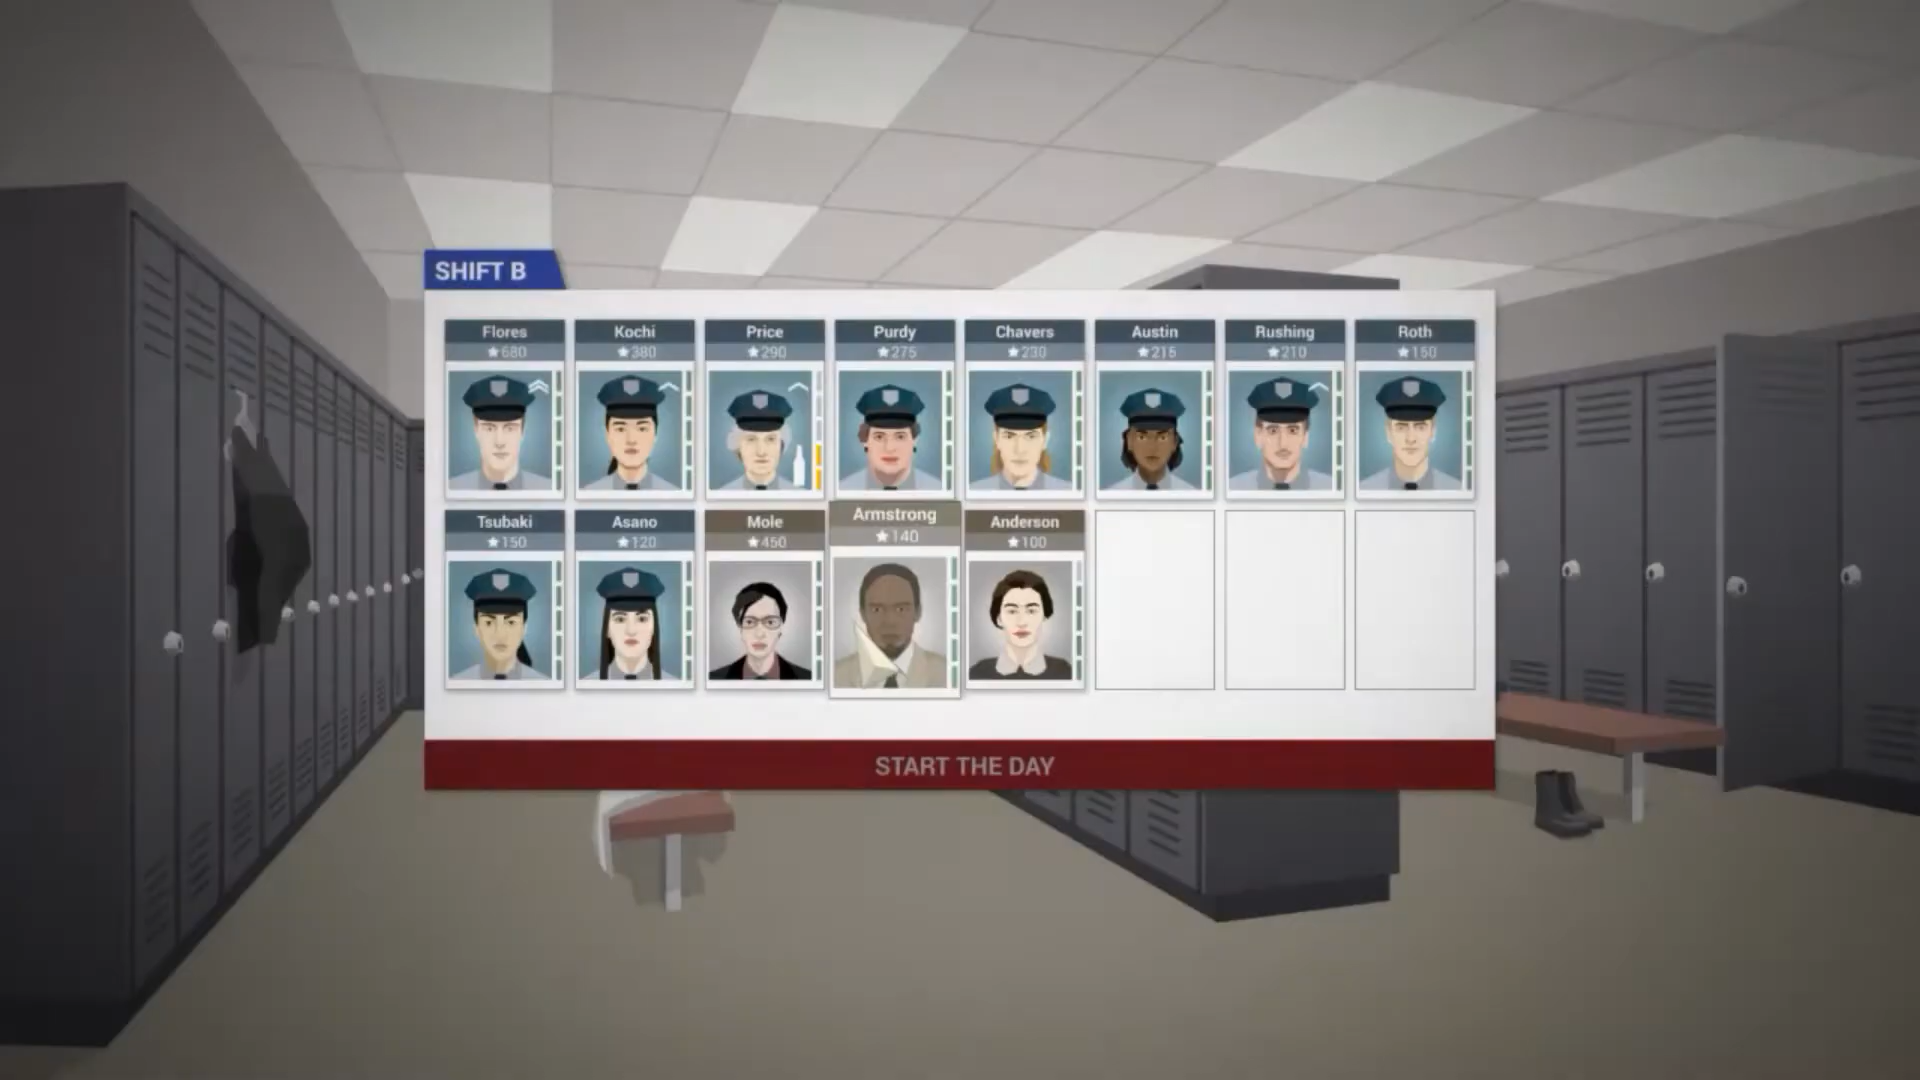 SHIFT B
Flores Kochi Price Purdy Chavers Austin Rushing Roth
★680 ★380 ★290 ★275 ★230 ★215 ★210 ★150
Tsubaki Asano Mole Armstrong Anderson
★150 ★120 ★450 ★140 ★100
START THE DAY